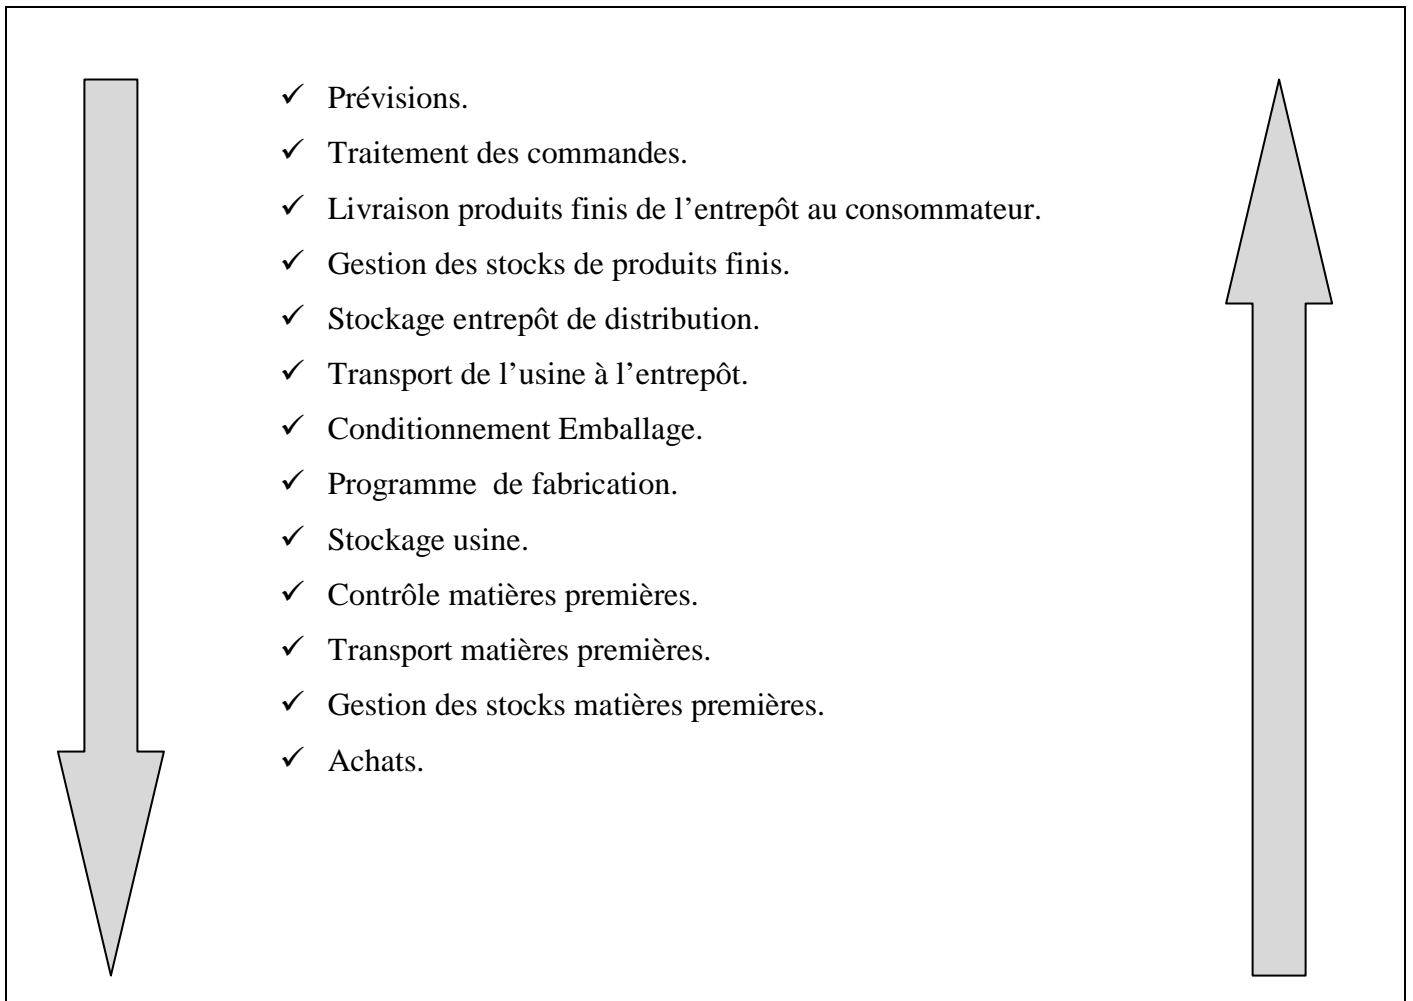 ✓ Prévisions.
✓ Traitement des commandes.
✓ Livraison produits finis de l’entrepôt au consommateur.
✓ Gestion des stocks de produits finis.
✓ Stockage entrepôt de distribution.
✓ Transport de l’usine à l’entrepôt.
✓ Conditionnement Emballage.
✓ Programme  de fabrication.
✓ Stockage usine.
✓ Contrôle matières premières.
✓ Transport matières premières.
✓ Gestion des stocks matières premières.
✓ Achats.